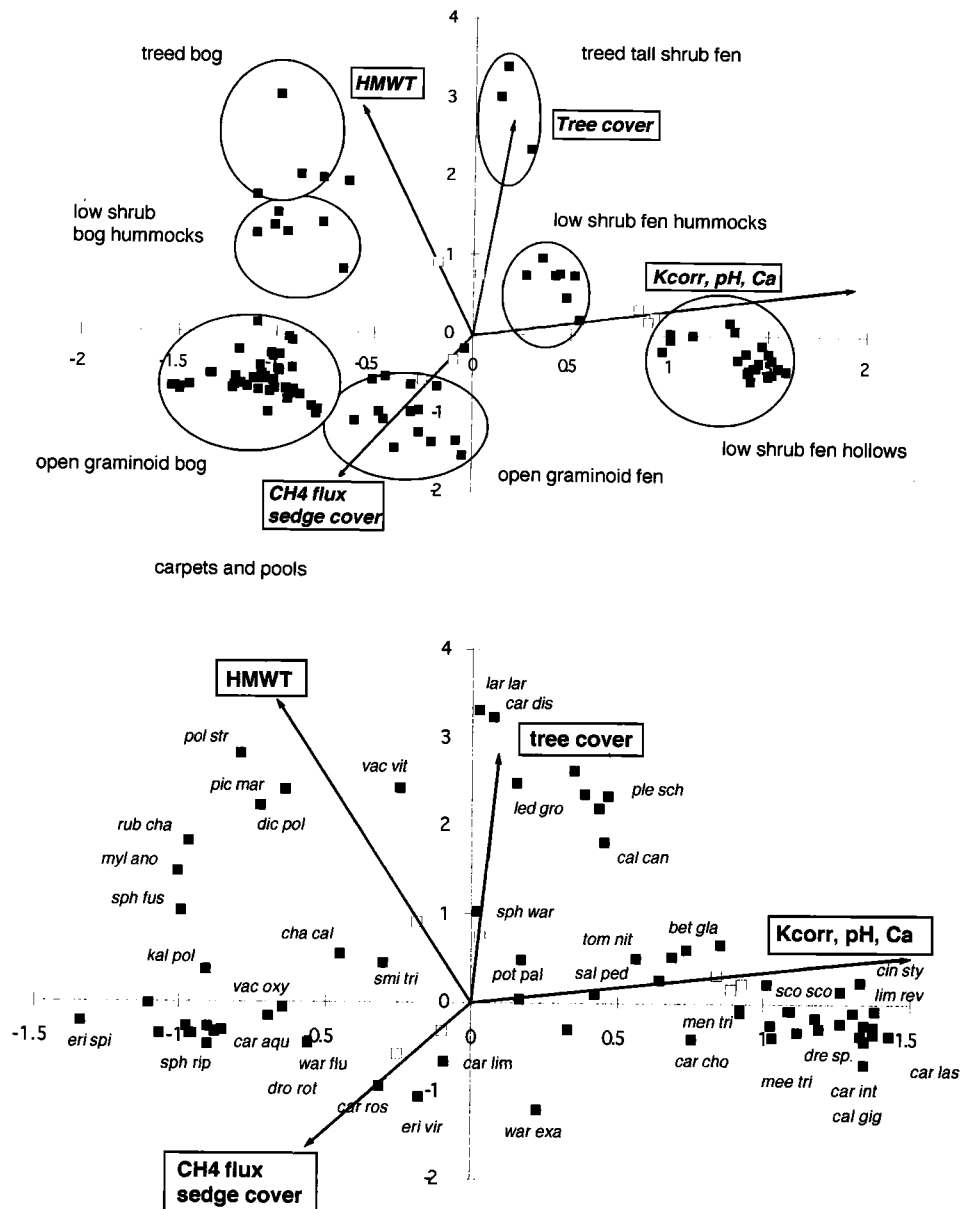 4
treed bog
treed tall shrub fen
HMWT
3
Tree cover
2
low shrub
bog hummocks
low shrub fen hummocks
1
Kcorr, pH, Ca
0
-2
-1.5
-0.5
0
0.5
1
2
-1
open graminoid bog
open graminoid fen
low shrub fen hollows
-2
CH4 flux
sedge cover
carpets and pools
4
HMWT
lar lar
car dis
3
tree cover
pol str
vac vit
pic mar
ple sch
led gro
dic pol
2
rub cha
cal can
myl ano
1
sph fus
sph war
bet gla
cha cal
tom nit
Kcorr, pH, Ca
kal pol
smi tri
pot pal
sal ped
cin sty
vac oxy
sco sco
lim rev
0
-1.5
-0.5
0
0.5
1
1.5
eri spi
men tri
sph rip
car aqu
war flu
car lim
car cho
dre sp.
car las
dro rot
mee tri
car int
car ros
-1
cal gig
eri vir
war exa
CH4 flux
sedge cover
-2